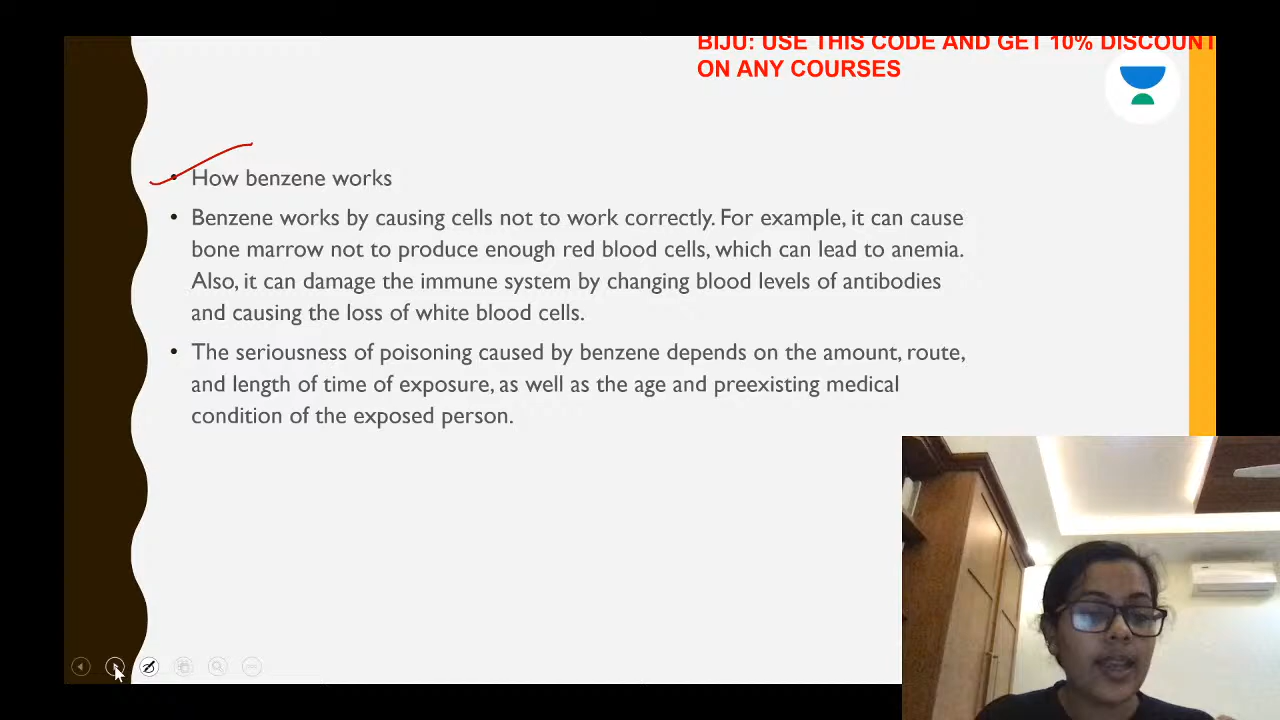 BIJU: USE THIS CODE AND GET 10% DISCOUNT
ON ANY COURSES
• How benzene works
• Benzene works by causing cells not to work correctly. For example, it can cause
bone marrow not to produce enough red blood cells, which can lead to anemia.
Also, it can damage the immune system by changing blood levels of antibodies
and causing the loss of white blood cells.
• The seriousness of poisoning caused by benzene depends on the amount, route,
and length of time of exposure, as well as the age and preexisting medical
condition of the exposed person.